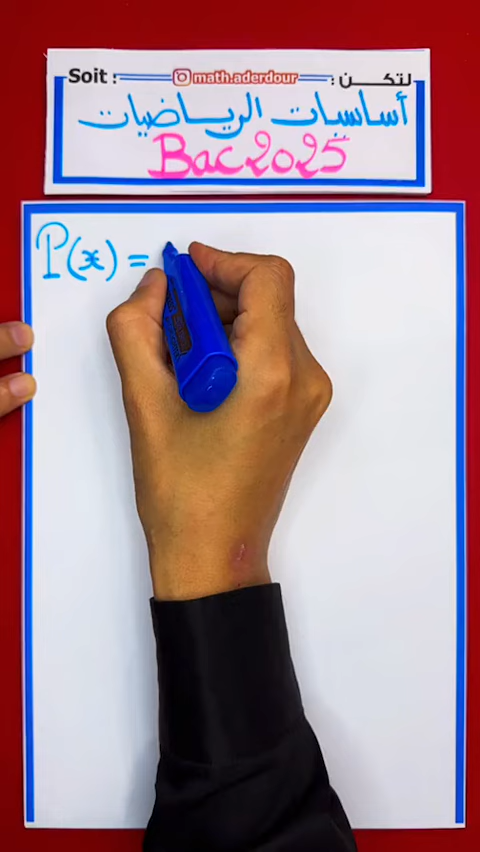 Soit : math.aderdour لتكن :
أساسيات الرياضيات
Bac2025
P(x) =